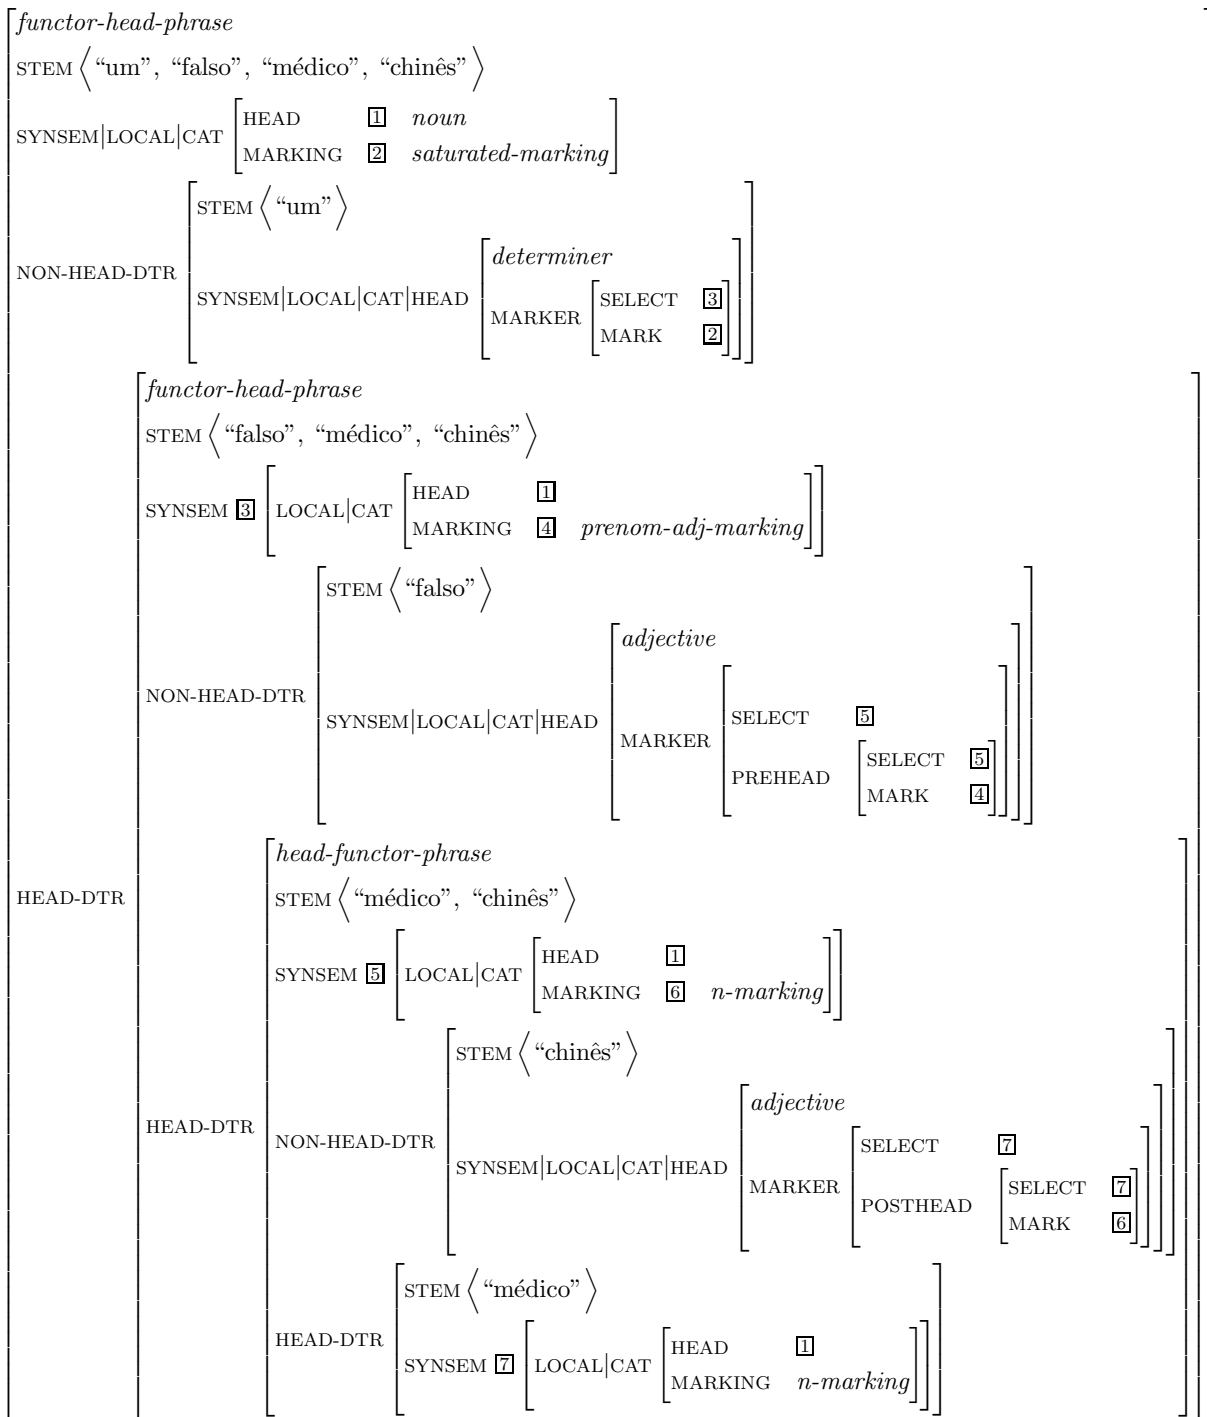 functor-head-phrase
STEM ⟨“um”, “falso”, “médico”, “chinês”⟩
SYNSEM|LOCAL|CAT
HEAD 1 noun
MARKING 2 saturated-marking
NON-HEAD-DTR
STEM ⟨“um”⟩
SYNSEM|LOCAL|CAT|HEAD
determiner
MARKER
SELECT 3
MARK 2
HEAD-DTR
functor-head-phrase
STEM ⟨“falso”, “médico”, “chinês”⟩
SYNSEM 3 LOCAL|CAT
HEAD 1
MARKING 4 prenom-adj-marking
NON-HEAD-DTR
STEM ⟨“falso”⟩
SYNSEM|LOCAL|CAT|HEAD
adjective
MARKER
SELECT 5
PREHEAD
SELECT 5
MARK 4
HEAD-DTR
head-functor-phrase
STEM ⟨“médico”, “chinês”⟩
SYNSEM 5 LOCAL|CAT
HEAD 1
MARKING 6 n-marking
NON-HEAD-DTR
STEM ⟨“chinês”⟩
SYNSEM|LOCAL|CAT|HEAD
adjective
MARKER
SELECT 7
POSTHEAD
SELECT 7
MARK 6
HEAD-DTR
STEM ⟨“médico”⟩
SYNSEM 7 LOCAL|CAT
HEAD 1
MARKING n-marking